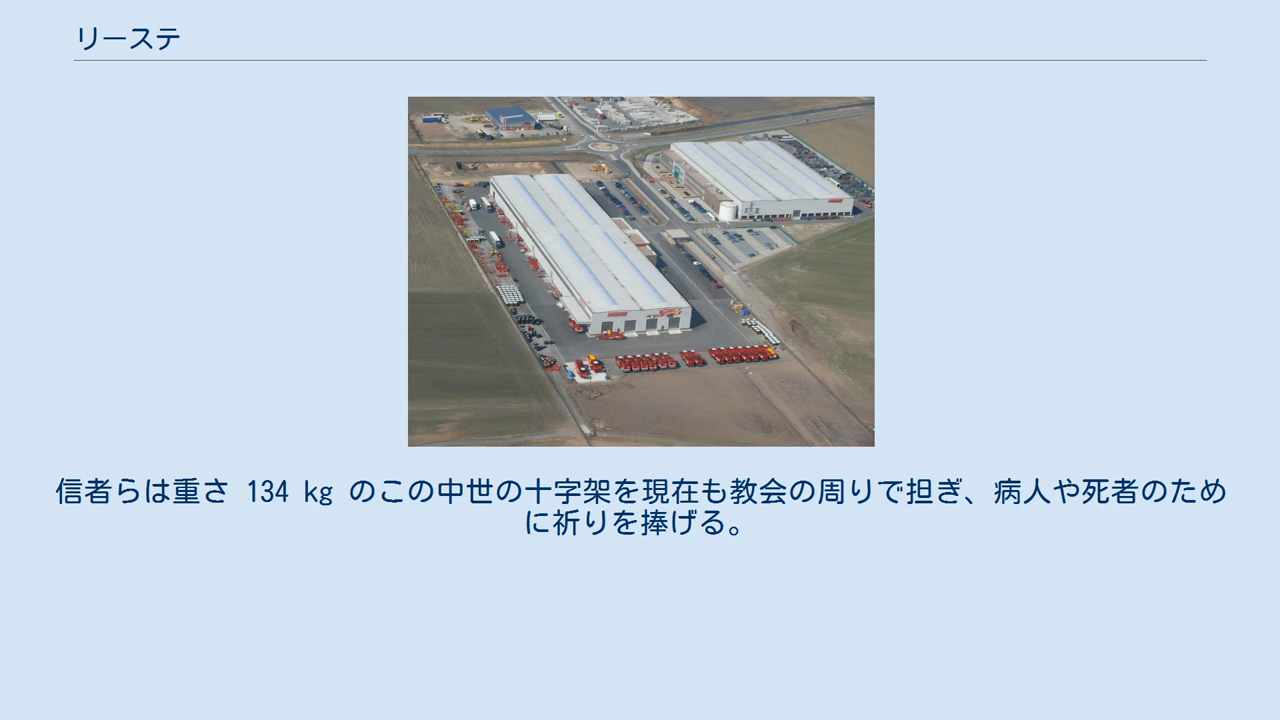 リーステ
信者らは重さ 134 kg のこの中世の十字架を現在も教会の周りで担ぎ、病人や死者のため
に祈りを捧げる。